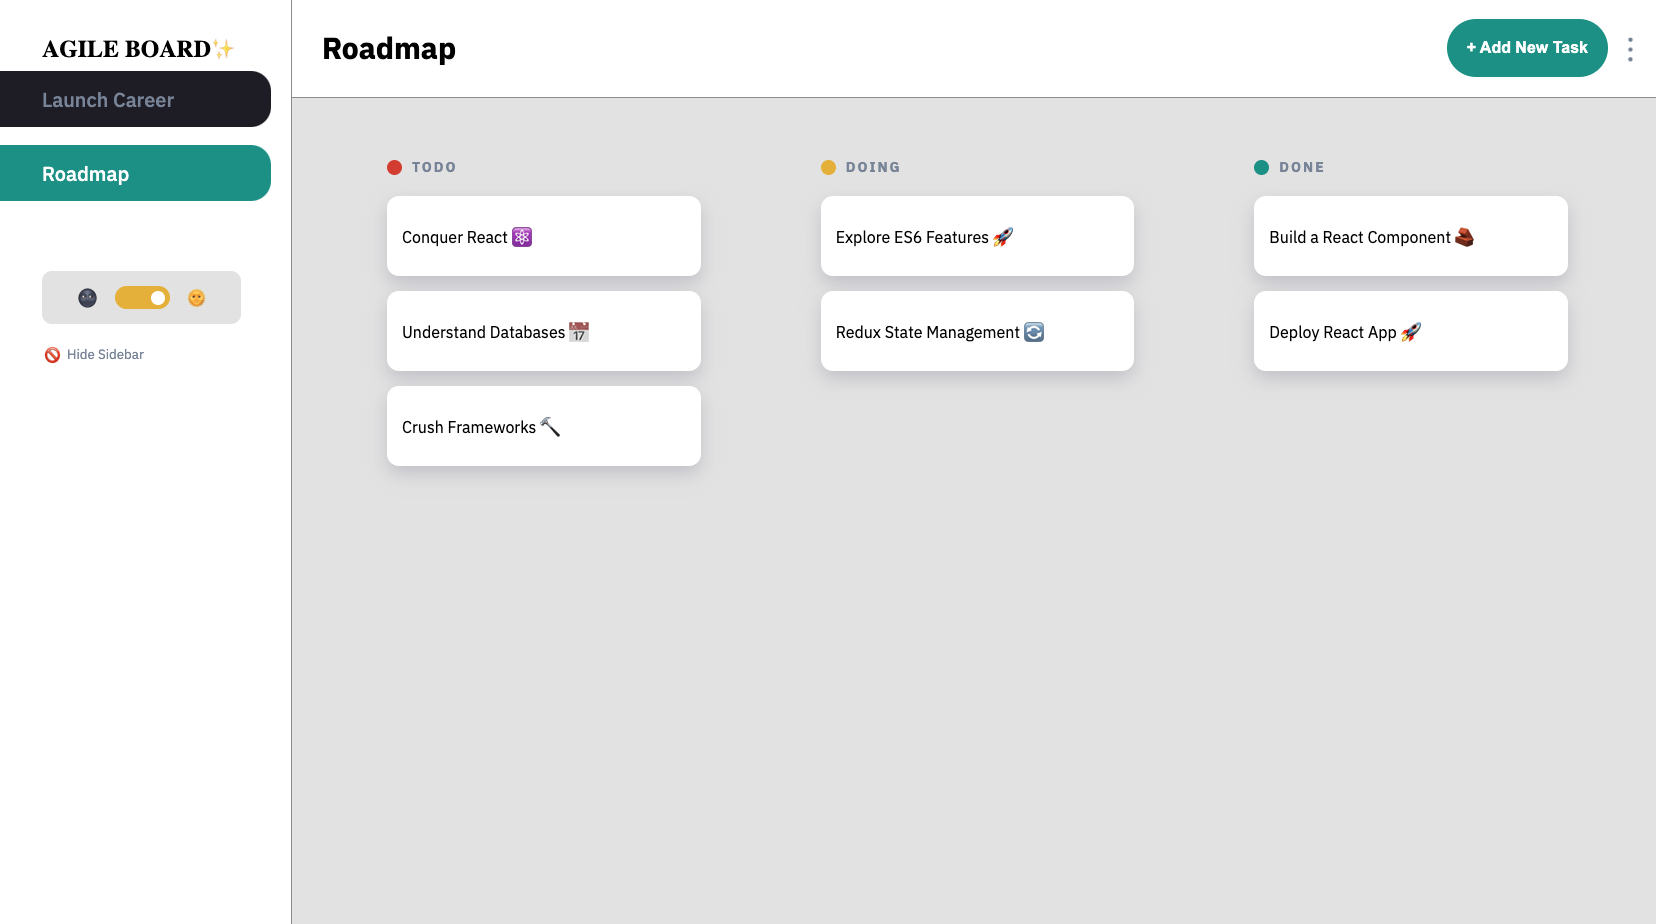 AGILE BOARD✨
Launch Career
Roadmap
🌚 🌞
🚫 Hide Sidebar
Roadmap
+ Add New Task
TODO
Conquer React ⚛️
Understand Databases 📅
Crush Frameworks 🔨
DOING
Explore ES6 Features 🚀
Redux State Management 🔄
DONE
Build a React Component 🧱
Deploy React App 🚀